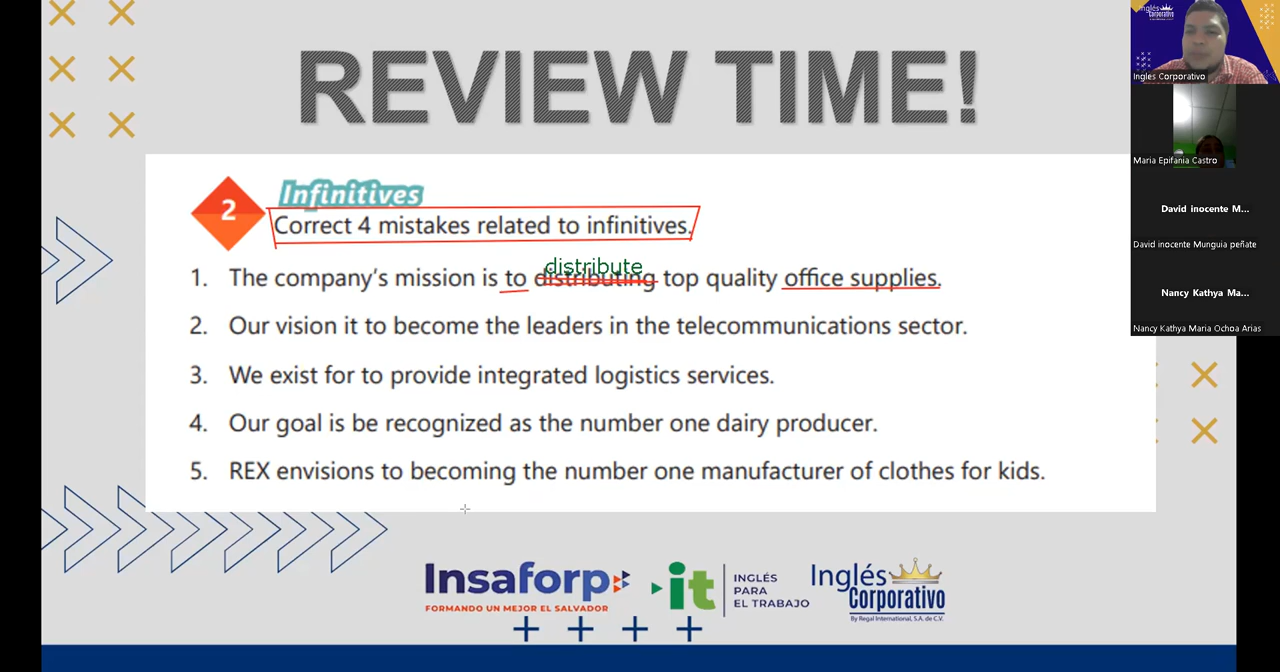 REVIEW TIME!
2
Infinitives
Correct 4 mistakes related to infinitives.
distribute
1. The company's mission is to distributing top quality office supplies.
2. Our vision it to become the leaders in the telecommunications sector.
3. We exist for to provide integrated logistics services.
4. Our goal is be recognized as the number one dairy producer.
5. REX envisions to becoming the number one manufacturer of clothes for kids.
Insaforp
FORMANDO UN MEJOR EL SALVADOR
it
INGLÉS
PARA
EL TRABAJO
Inglés
Corporativo
By Regal International, S.A. de C.V.
Inglés
Corporativo
Ingles Corporativo
Maria Epifania Castro
David inocente M...
David inocente Munguia peñate
Nancy Kathya Ma...
Nancy Kathya Maria Ochoa Arias